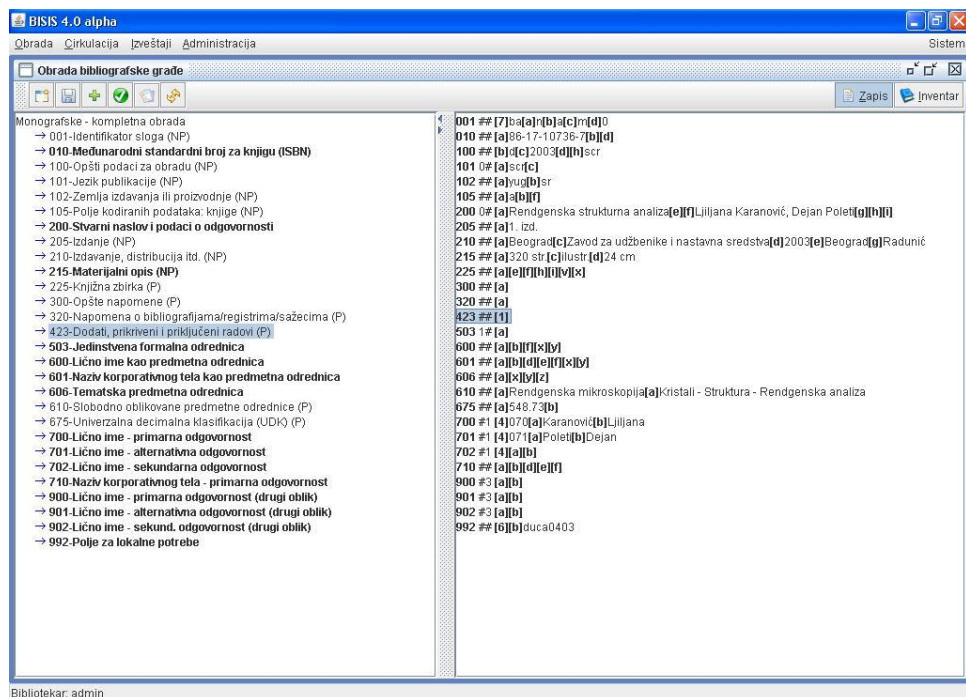 BISIS 4.0 alpha
Obrada Cirkulacija Izveštaji Administracija Sistem
Obrada bibliografske građe
Zapis Inventar
Monografske - kompletna obrada
001-Identifikator sloga (NP)
010-Međunarodni standardni broj za knjigu (ISBN)
100-Opšti podaci za obradu (NP)
101-Jezik publikacije (NP)
102-Zemlja izdavanja ili proizvodnje (NP)
105-Polje kodiranih podataka: knjige (NP)
200-Stvarni naslov i podaci o odgovornosti
205-Izdanje (NP)
210-Izdavanje, distribucija itd. (NP)
215-Materijalni opis (NP)
225-Knjižna zbirka (P)
300-Opšte napomene (P)
320-Napomena o bibliografijama/registrima/sažecima (P)
423-Dodati, prikriveni i priključeni radovi (P)
503-Jedinstvena formalna odrednica
600-Lično ime kao predmetna odrednica
601-Naziv korporativnog tela kao predmetna odrednica
606-Tematska predmetna odrednica
610-Slobodno oblikovane predmetne odrednice (P)
675-Univerzalna decimalna klasifikacija (UDK) (P)
700-Lično ime - primarna odgovornost
701-Lično ime - alternativna odgovornost
702-Lično ime - sekundarna odgovornost
710-Naziv korporativnog tela - primarna odgovornost
900-Lično ime - primarna odgovornost (drugi oblik)
901-Lično ime - alternativna odgovornost (drugi oblik)
902-Lično ime - sekund. odgovornost (drugi oblik)
992-Polje za lokalne potrebe
001 ## [7]ba[a]n[b]a[c]m[d]0
010 ## [a]86-17-10736-7[b][d]
100 ## [b]d[c]2003[d][h]scr
101 0# [a]scr[c]
102 ## [a]yug[b]sr
105 ## [a]a[b][f]
200 0# [a]Rendgenska strukturna analiza[e][f]Ljiljana Karanović, Dejan Poleti[g][h][i]
205 ## [a]1. izd.
210 ## [a]Beograd[c]Zavod za udžbenike i nastavna sredstva[d]2003[e]Beograd[g]Radunić
215 ## [a]320 str.[c]ilustr.[d]24 cm
225 ## [a][e][f][h][i][v][x]
300 ## [a]
320 ## [a]
423 ## [1]
503 1# [a]
600 ## [a][b][f][x][y]
601 ## [a][b][d][e][f][x][y]
606 ## [a][x][y][z]
610 ## [a]Rendgenska mikroskopija[a]Kristali - Struktura - Rendgenska analiza
675 ## [a]548.73[b]
700 #1 [4]070[a]Karanović[b]Ljiljana
701 #1 [4]071[a]Poleti[b]Dejan
702 #1 [4][a][b]
710 ## [a][b][d][e][f]
900 #3 [a][b]
901 #3 [a][b]
902 #3 [a][b]
992 ## [6][b]duca0403
Bibliotekar: admin